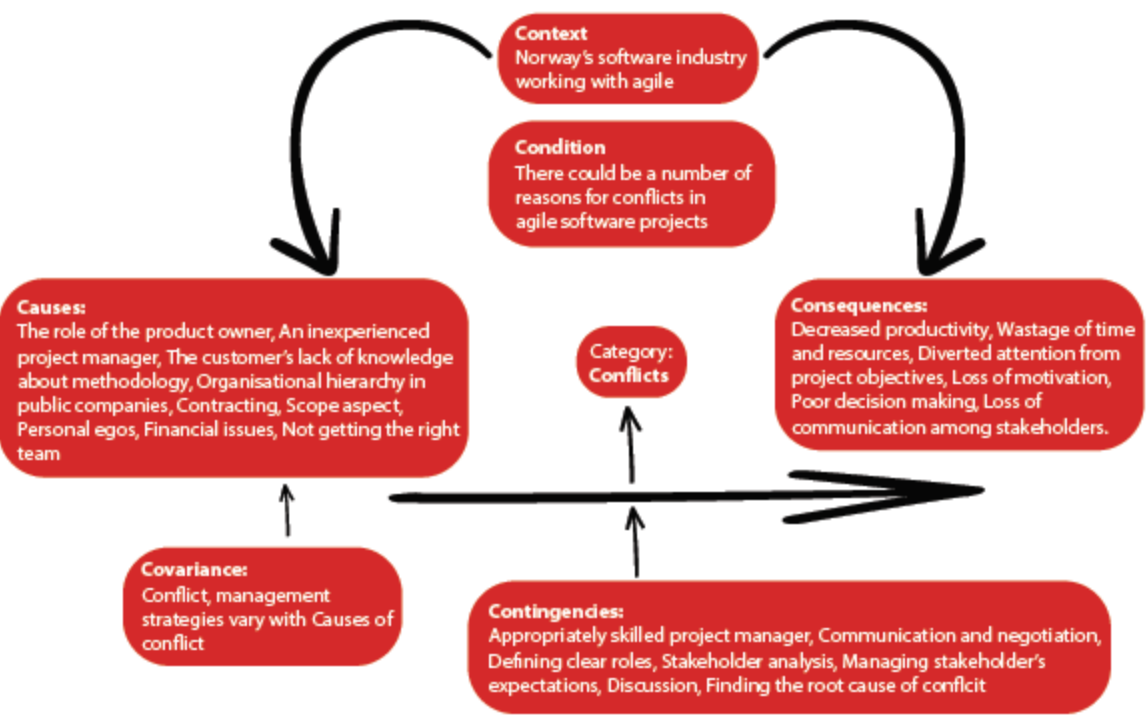 Context
Norway's software industry
working with agile
Condition
There could be a number of
reasons for conflicts in
agile software projects
Causes:
The role of the product owner, An inexperienced
project manager, The customer's lack of knowledge
about methodology, Organisational hierarchy in
public companies, Contracting, Scope aspect,
Personal egos, Financial issues, Not getting the right
team
Category:
Conflicts
Consequences:
Decreased productivity, Wastage of time
and resources, Diverted attention from
project objectives, Loss of motivation,
Poor decision making, Loss of
communication among stakeholders.
Covariance:
Conflict, management
strategies vary with Causes of
conflict
Contingencies:
Appropriately skilled project manager, Communication and negotiation,
Defining clear roles, Stakeholder analysis, Managing stakeholder's
expectations, Discussion, Finding the root cause of conflcit